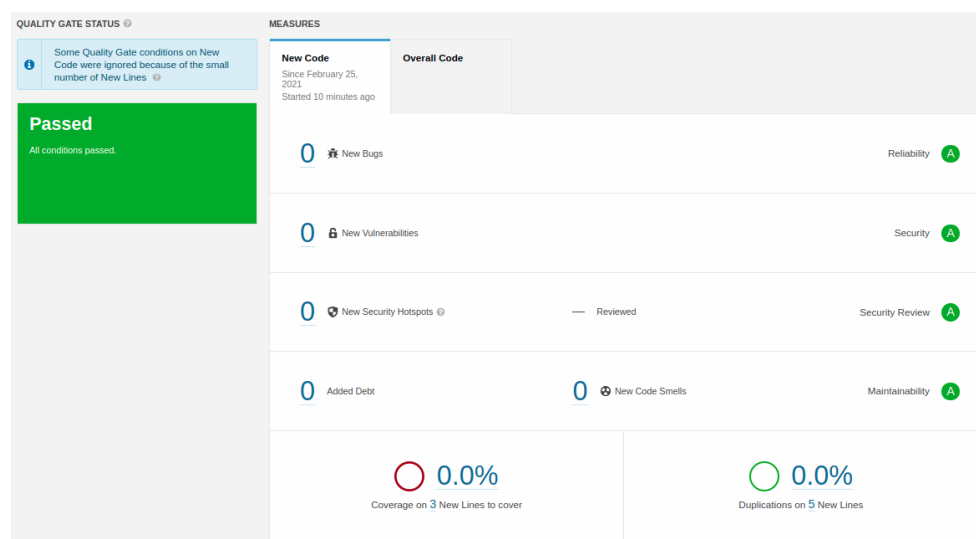 QUALITY GATE STATUS
MEASURES
Some Quality Gate conditions on New
Code were ignored because of the small
number of New Lines
Passed
All conditions passed.
New Code
Since February 25,
2021
Started 10 minutes ago
Overall Code
0 New Bugs Reliability A
0 New Vulnerabilities Security A
0 New Security Hotspots — Reviewed Security Review A
0 Added Debt 0 New Code Smells Maintainability A
0.0%
Coverage on 3 New Lines to cover
0.0%
Duplications on 5 New Lines